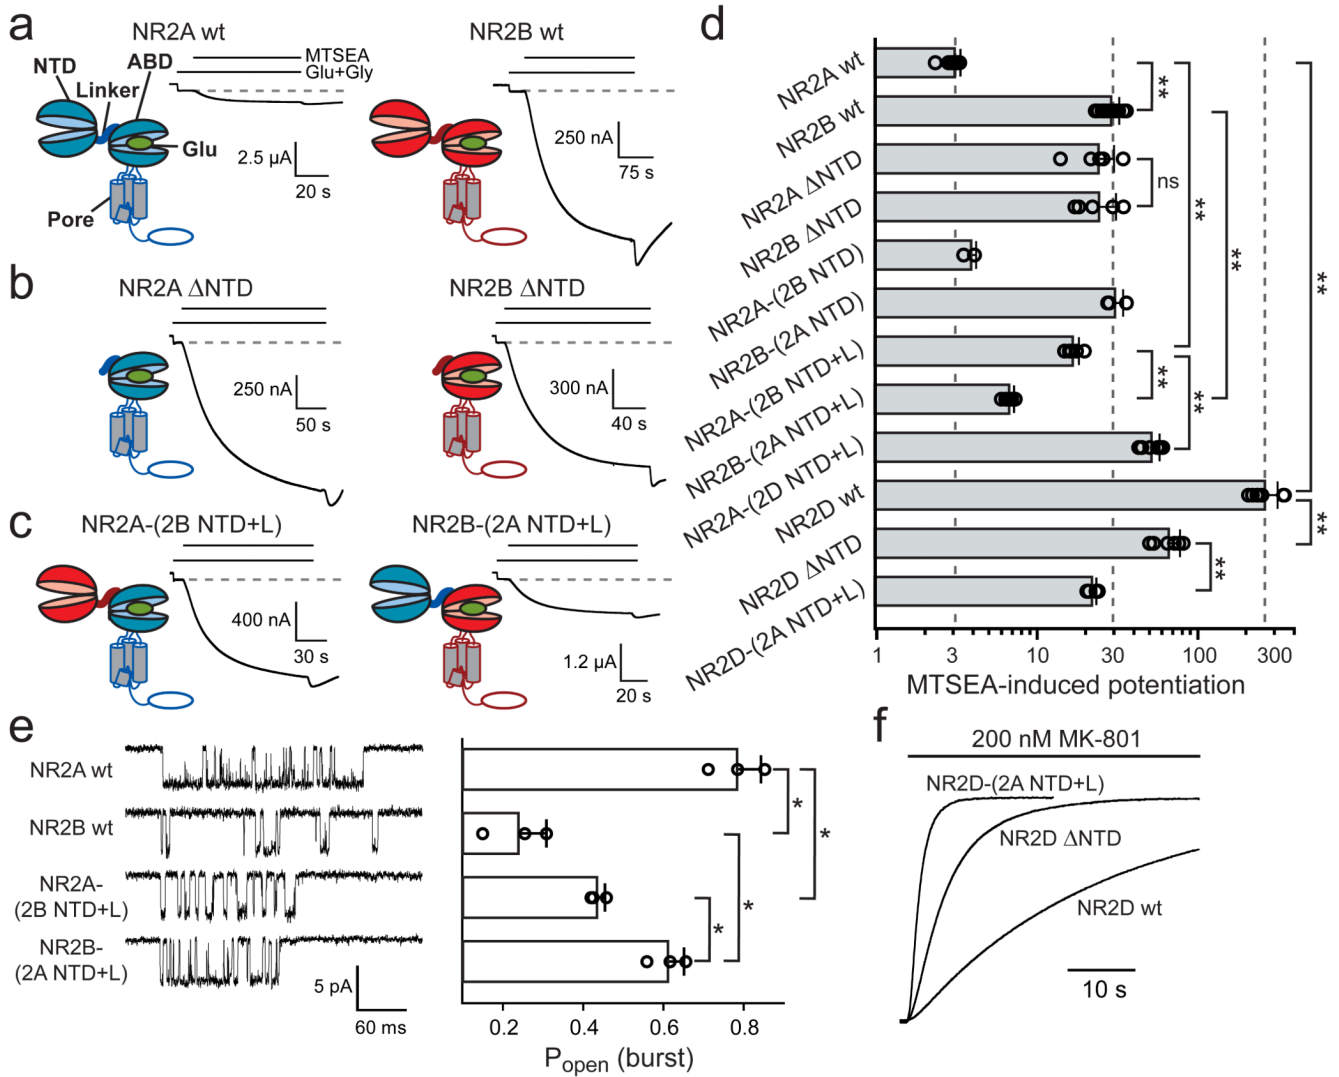 a
NR2A wt
NTD
ABD
Linker
Glu
Pore
MTSEA
Glu+Gly
2.5 µA
20 s
NR2B wt
250 nA
75 s
b
NR2A ΔNTD
250 nA
50 s
NR2B ΔNTD
300 nA
40 s
c
NR2A-(2B NTD+L)
400 nA
30 s
NR2B-(2A NTD+L)
1.2 µA
20 s
d
NR2A wt
NR2B wt
NR2A ΔNTD
NR2B ΔNTD
NR2A-(2B NTD)
NR2B-(2A NTD)
NR2A-(2B NTD+L)
NR2B-(2A NTD+L)
NR2A-(2D NTD+L)
NR2D wt
NR2D ΔNTD
NR2D-(2A NTD+L)
**
ns
**
**
**
**
**
**
**
1 3 10 30 100 300
MTSEA-induced potentiation
e
NR2A wt
NR2B wt
NR2A-
(2B NTD+L)
NR2B-
(2A NTD+L)
5 pA
60 ms
*
*
*
*
0.2 0.4 0.6 0.8
Popen (burst)
f
200 nM MK-801
NR2D-(2A NTD+L)
NR2D ΔNTD
NR2D wt
10 s